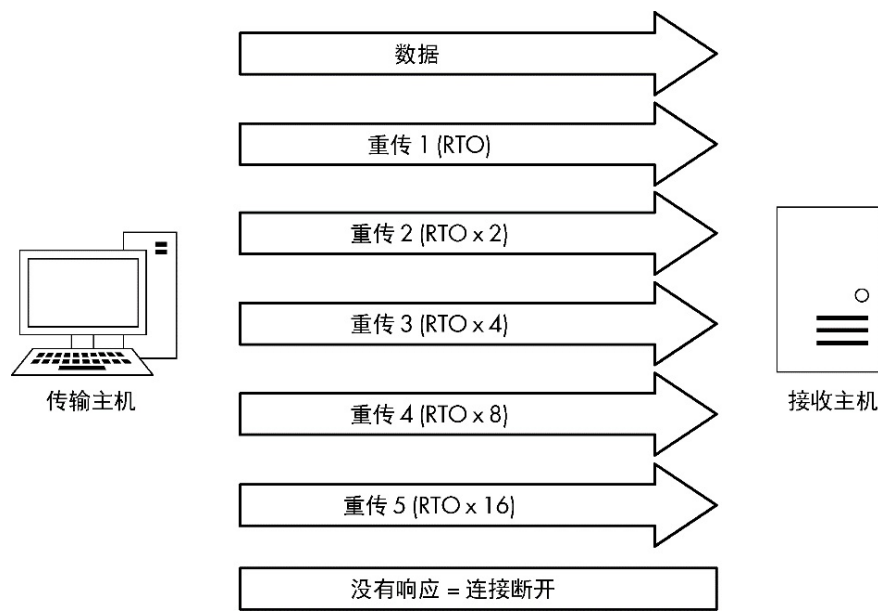 数据
重传 1 (RTO)
重传 2 (RTO x 2)
重传 3 (RTO x 4)
重传 4 (RTO x 8)
重传 5 (RTO x 16)
没有响应 = 连接断开
传输主机
接收主机